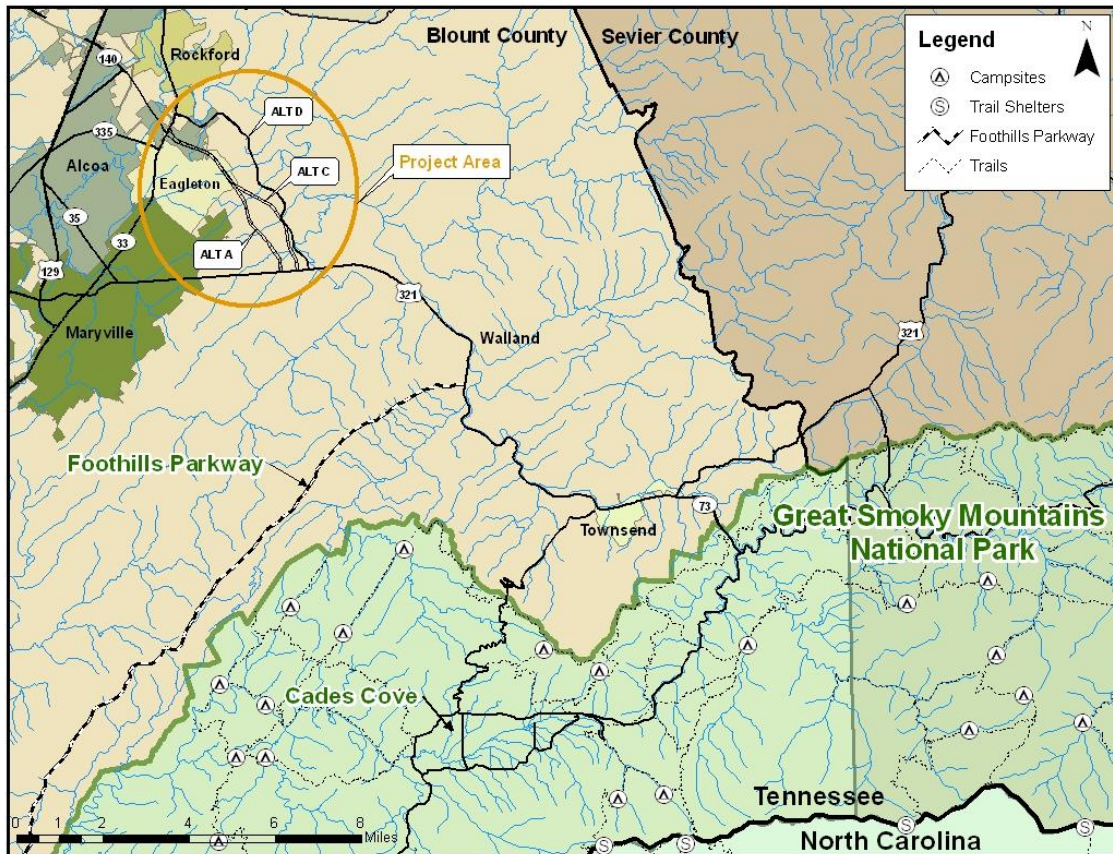 Blount County
Sevier County
Legend
N
Campsites
S Trail Shelters
Foothills Parkway
Trails
Rockford
140
ALT D
335
Project Area
Alcoa
ALT C
Eagleton
35
33
ALT A
129
321
Maryville
Walland
321
Foothills Parkway
73
Townsend
Great Smoky Mountains
National Park
Cades Cove
Tennessee
North Carolina
0 1 2 4 6 8
Miles
S
S
S
S